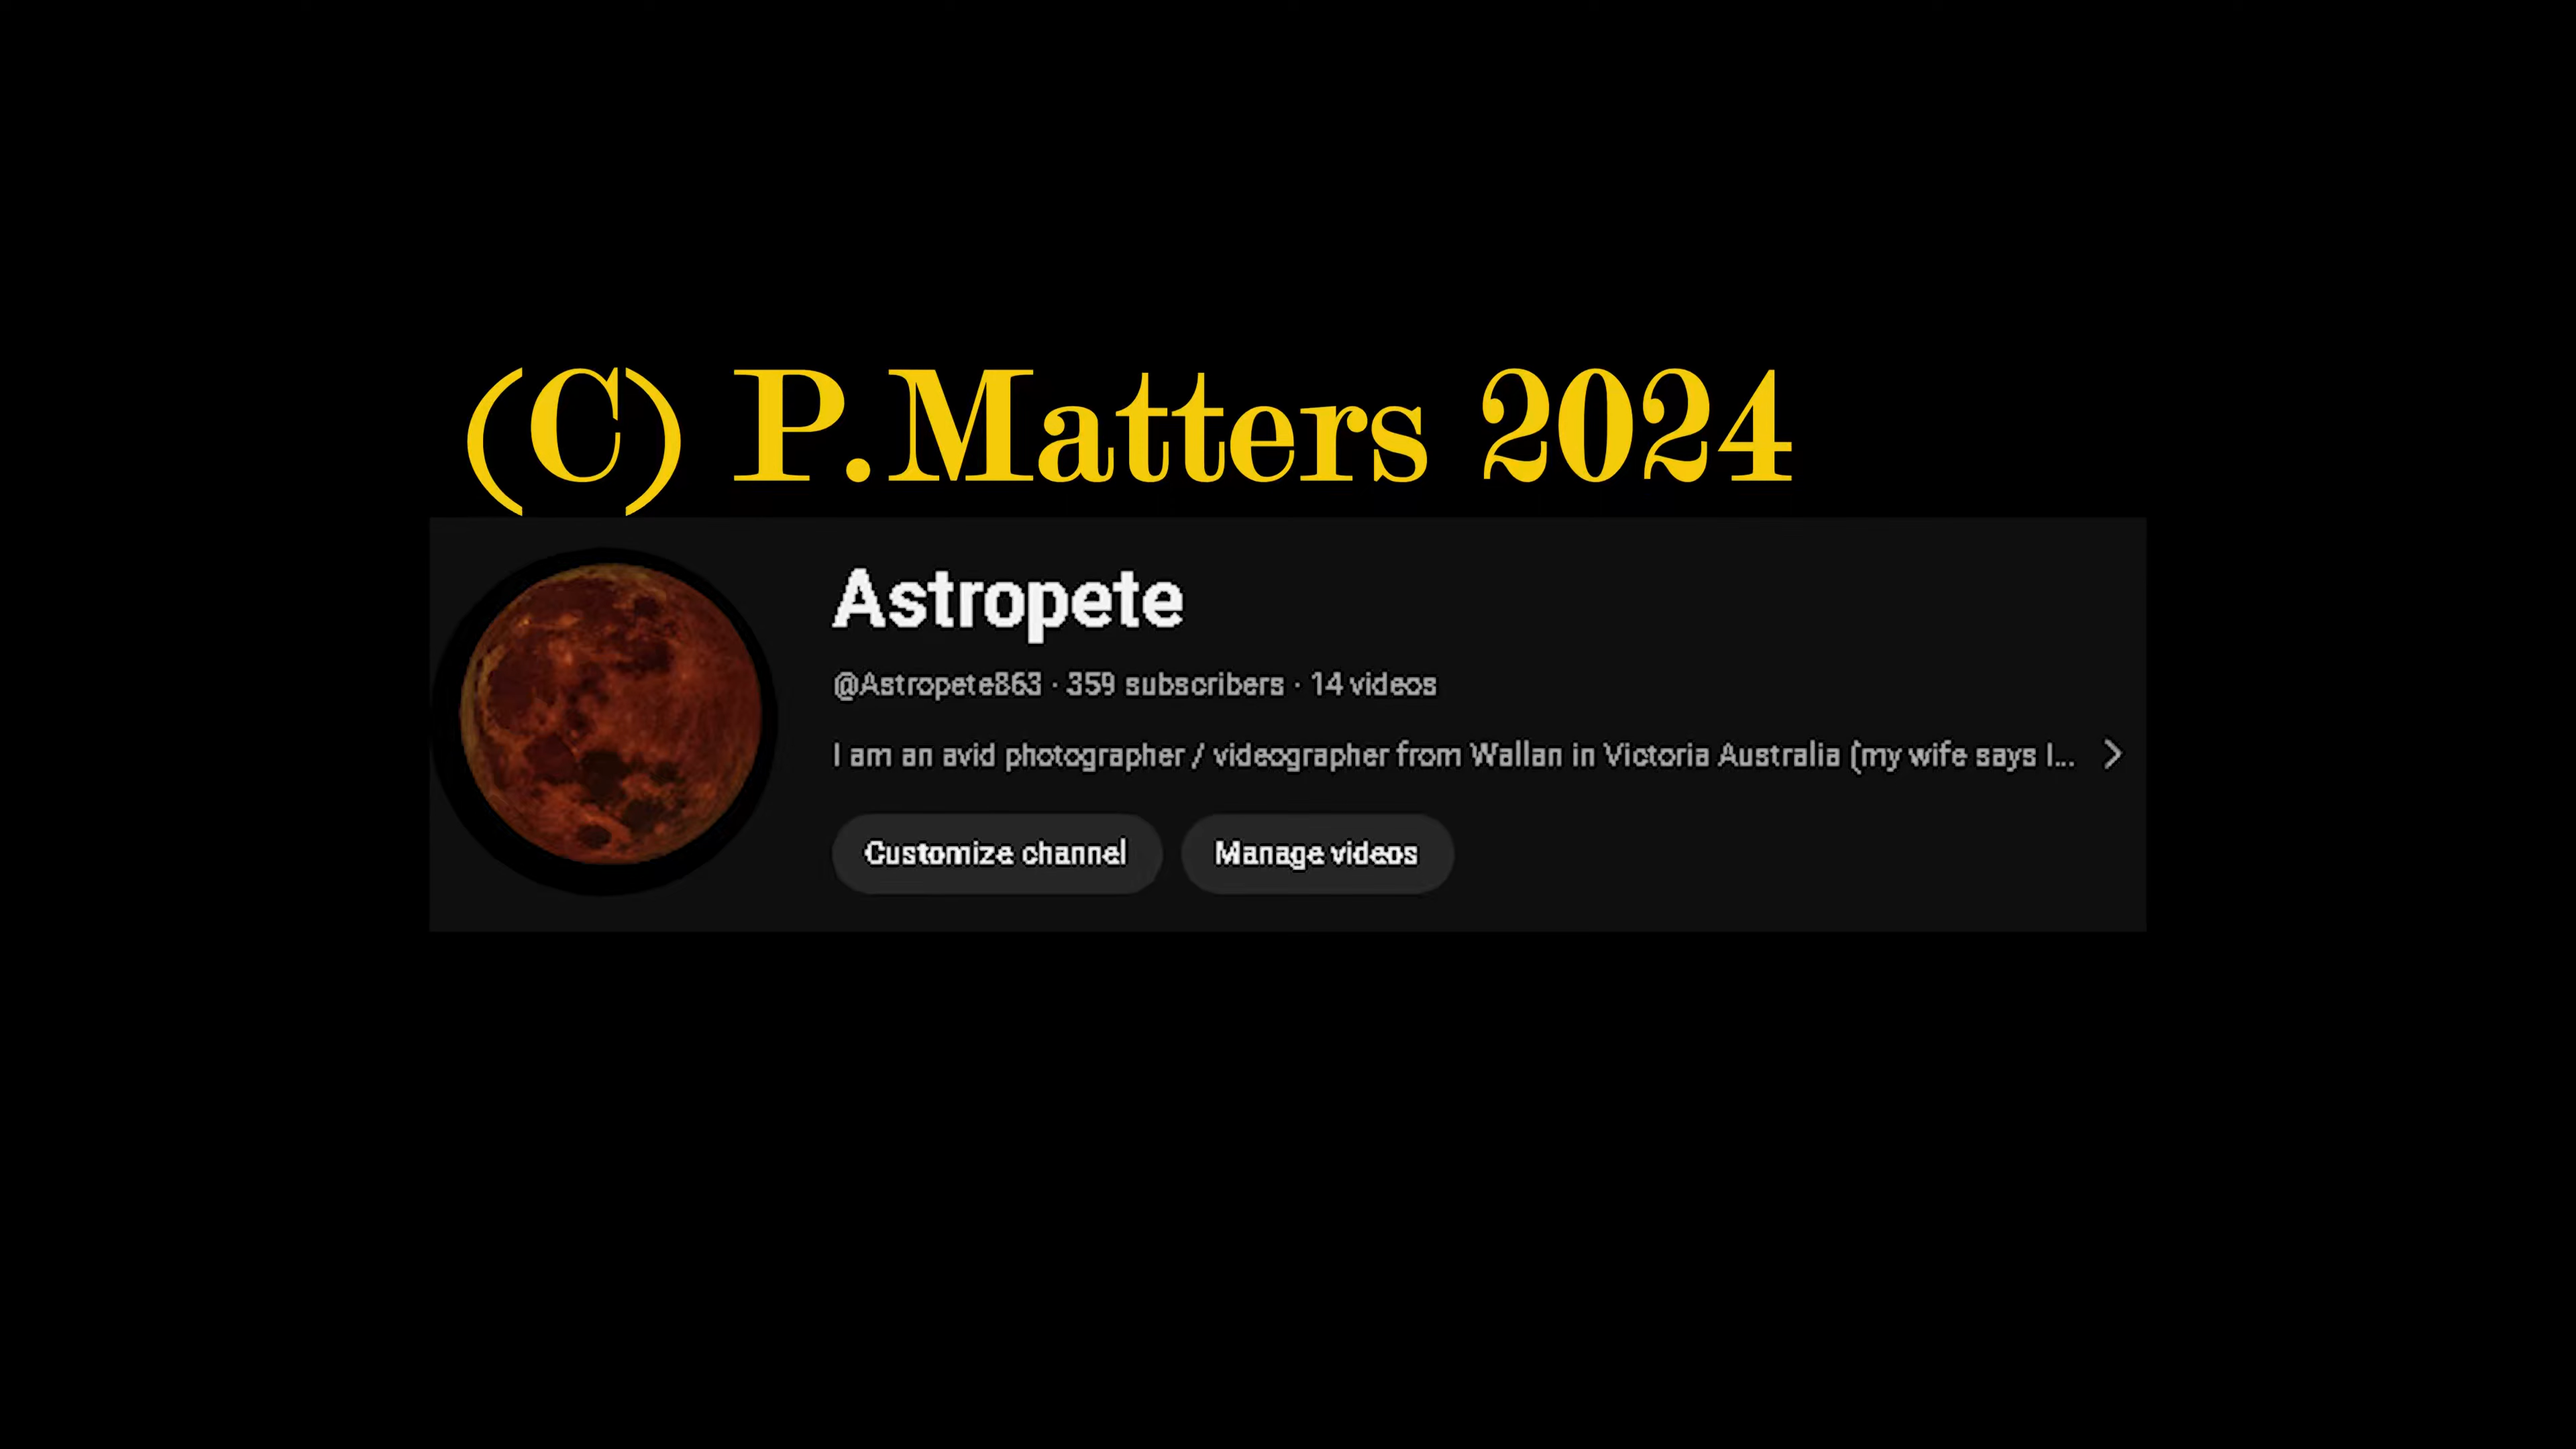 (C) P.Matters 2024
Astropete
@Astropete863 · 359 subscribers · 14 videos
I am an avid photographer / videographer from Wallan in Victoria Australia (my wife says I...
Customize channel
Manage videos